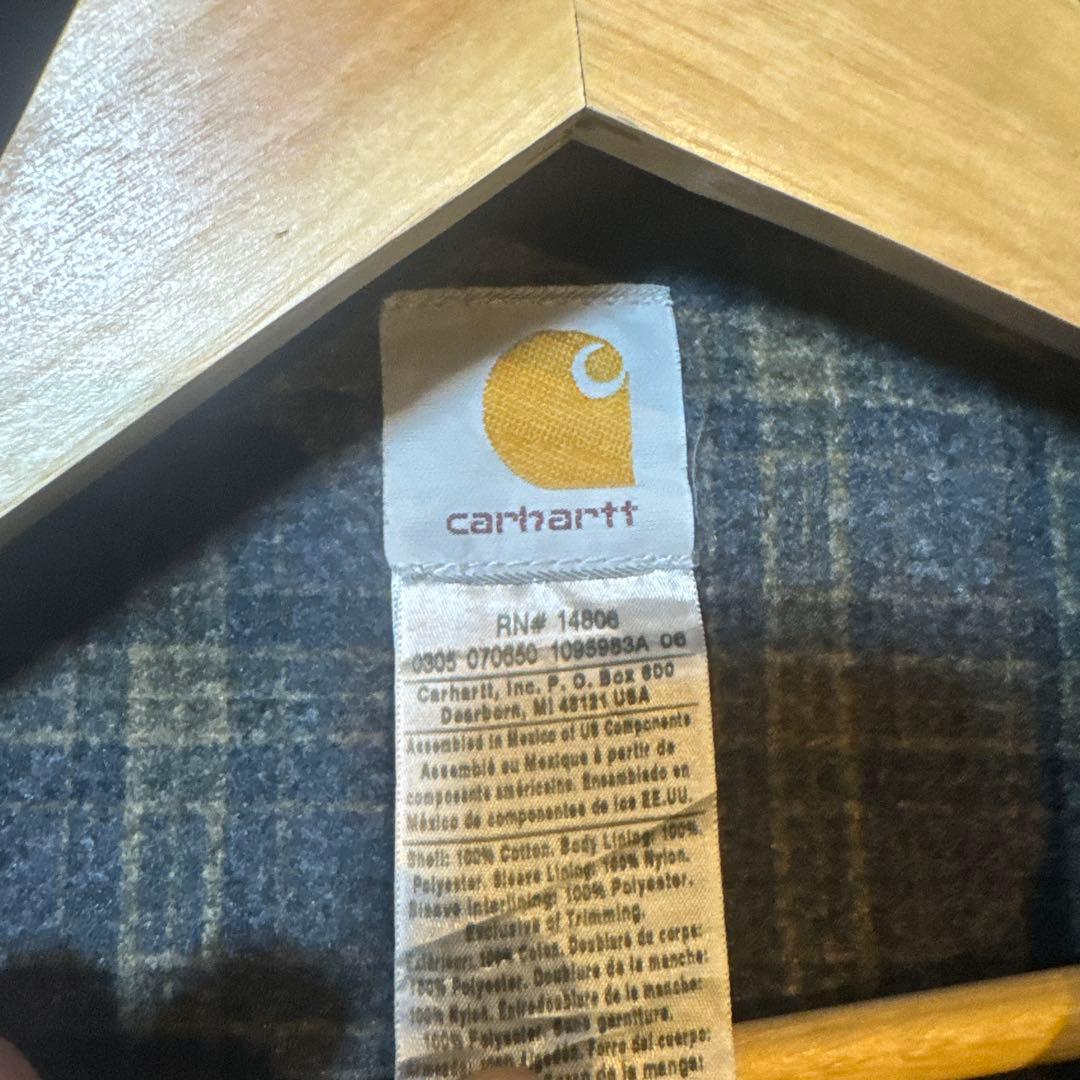 carhartt
RN# 14806
0305 070650 1095983A 06
Carhartt, Inc. P. O. Box 600
Dearborn, MI 48121 USA
Assembled in Mexico of US Components
Assemblé au Mexique à partir de
composants américains. Ensamblado en
México de componentes de los EE.UU.
Shell: 100% Cotton. Body Lining: 100%
Polyester. Sleeve Lining: 100% Nylon.
Sleeve Interlining: 100% Polyester.
Exclusive of Trimming.
Extérieur: 100% Coton. Doublure de corps:
100% Polyester. Doublure de la manche:
100% Nylon. Entredoublure de la manche:
100% Polyester. Sans garniture.
Forro del cuerpo:
de la manga: